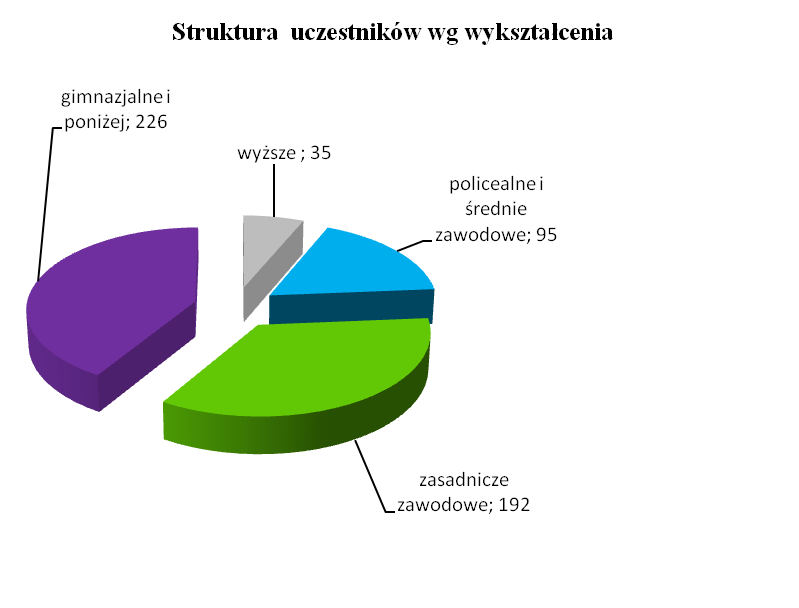 Struktura  uczestników wg wykształcenia
gimnazjalne i
poniżej; 226
wyższe ; 35
policealne i
średnie
zawodowe; 95
zasadnicze
zawodowe; 192